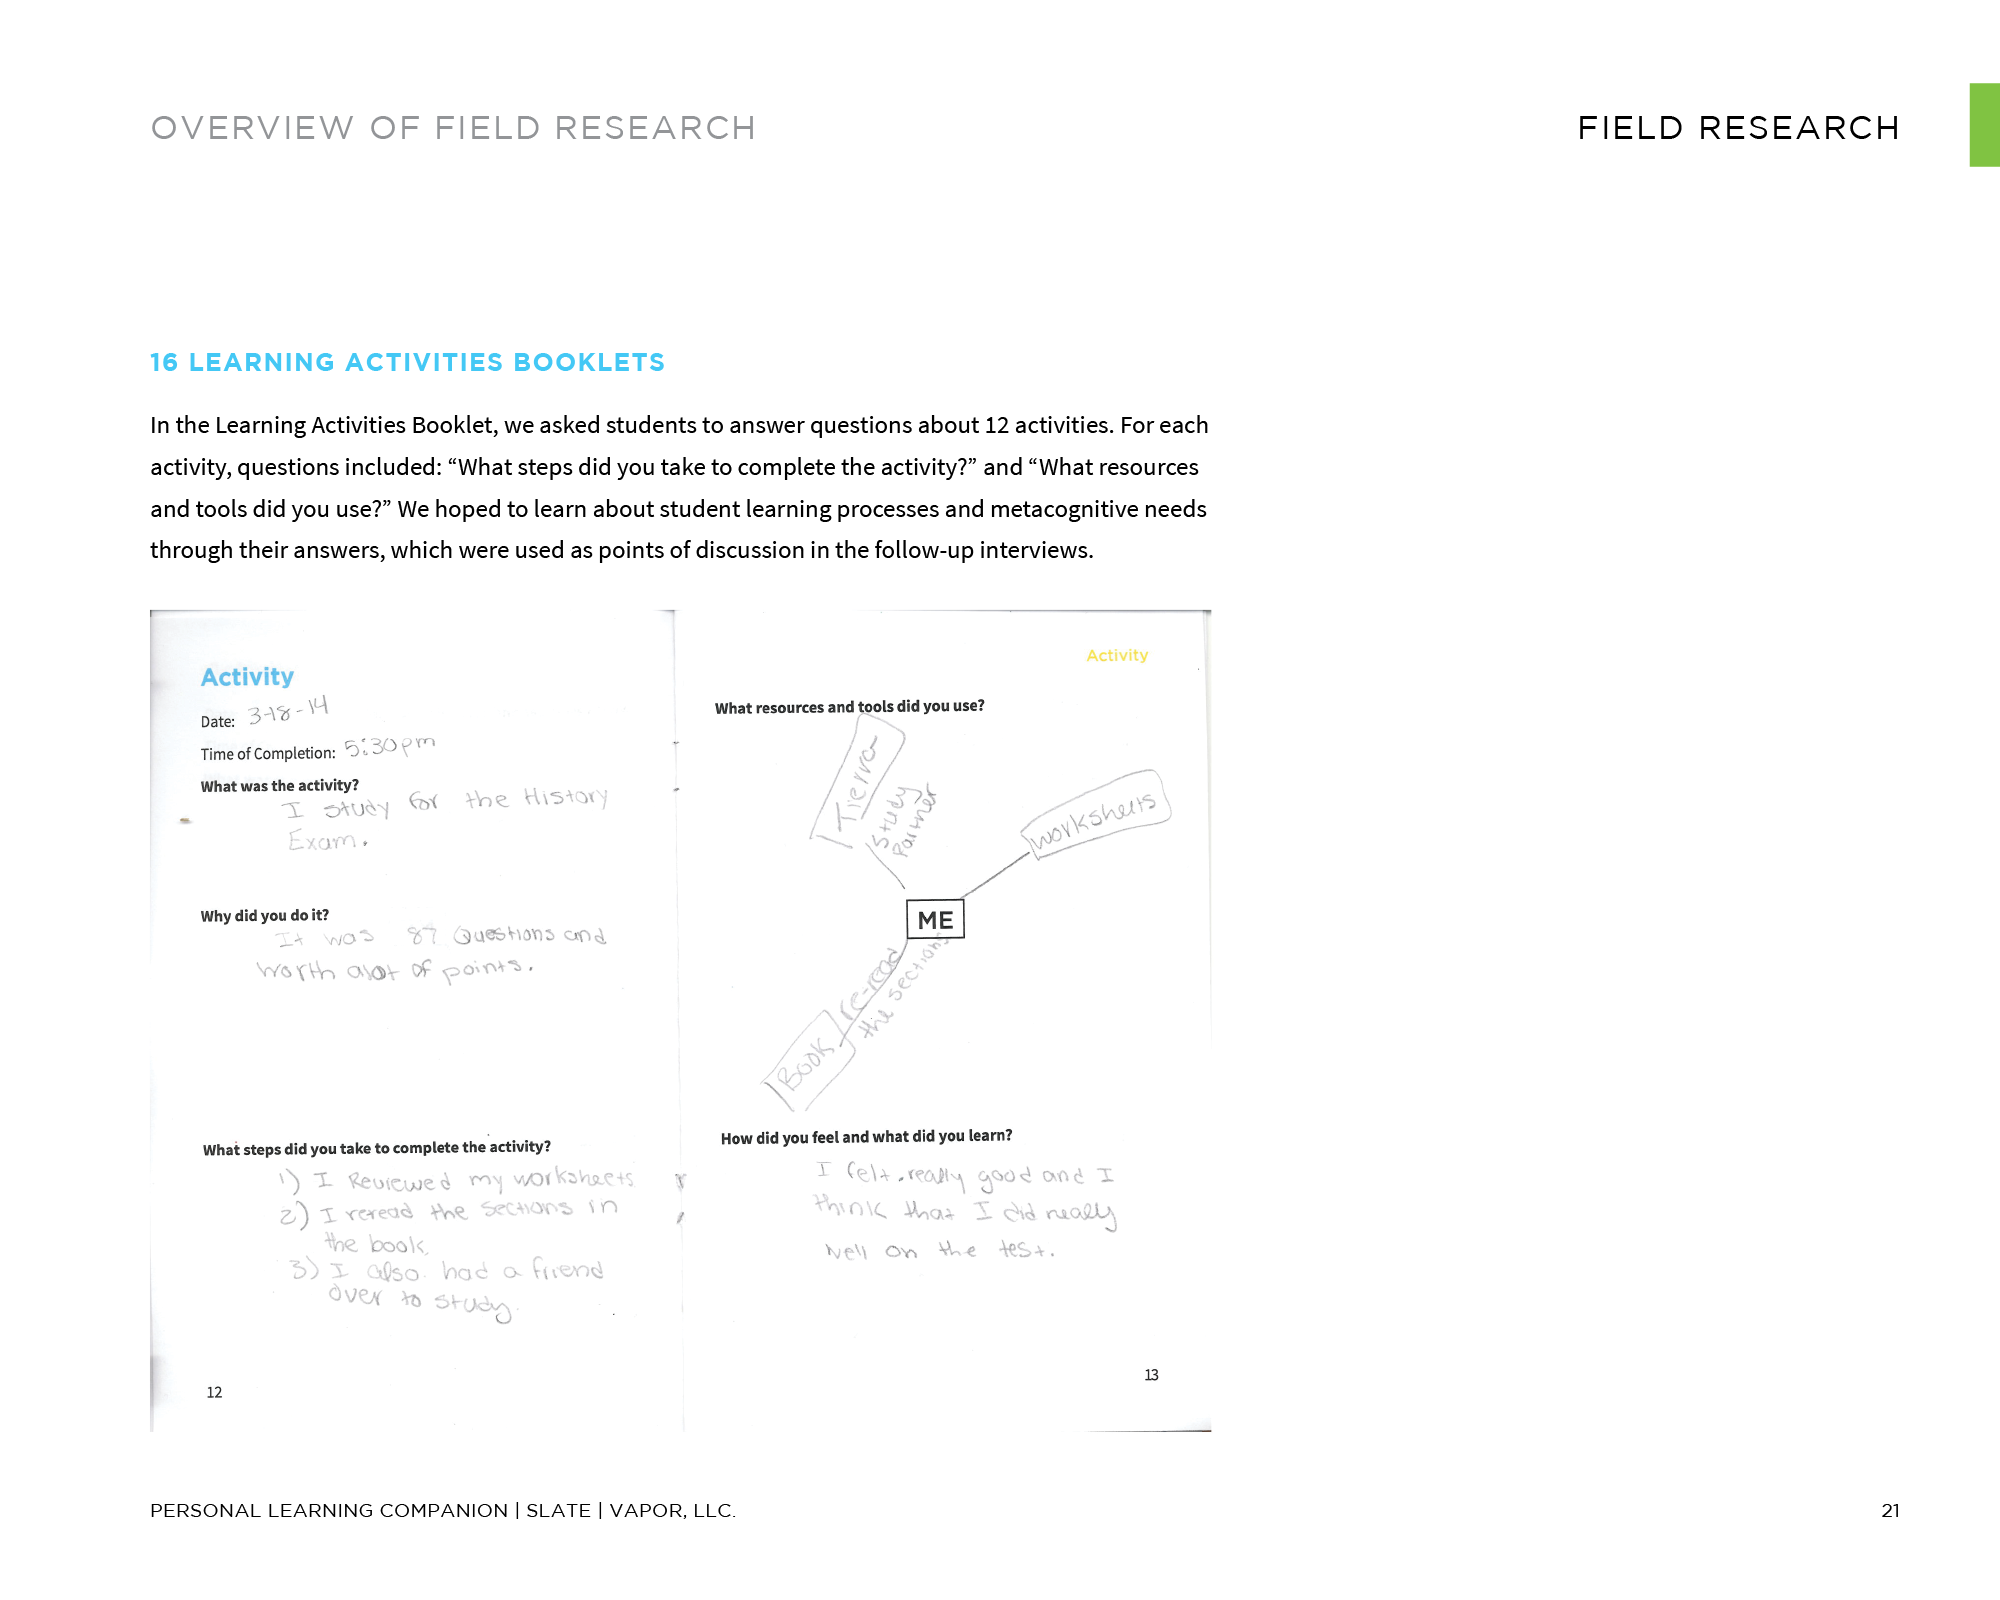 OVERVIEW OF FIELD RESEARCH
FIELD RESEARCH
16 LEARNING ACTIVITIES BOOKLETS
In the Learning Activities Booklet, we asked students to answer questions about 12 activities. For each
activity, questions included: “What steps did you take to complete the activity?” and “What resources
and tools did you use?” We hoped to learn about student learning processes and metacognitive needs
through their answers, which were used as points of discussion in the follow-up interviews.
Activity
Date: 3-18-14
Time of Completion: 5:30pm
What was the activity?
I study for the History
Exam.
Why did you do it?
It was 87 Questions and
worth alot of points.
What steps did you take to complete the activity?
1) I Reviewed my worksheets
2) I reread the sections in
the book.
3) I also had a friend
over to study.
12
Activity
What resources and tools did you use?
Tierra
Study
Partner
worksheets
ME
re-read
the sections
Book
How did you feel and what did you learn?
I felt really good and I
think that I did really
well on the test.
13
PERSONAL LEARNING COMPANION | SLATE | VAPOR, LLC.
21